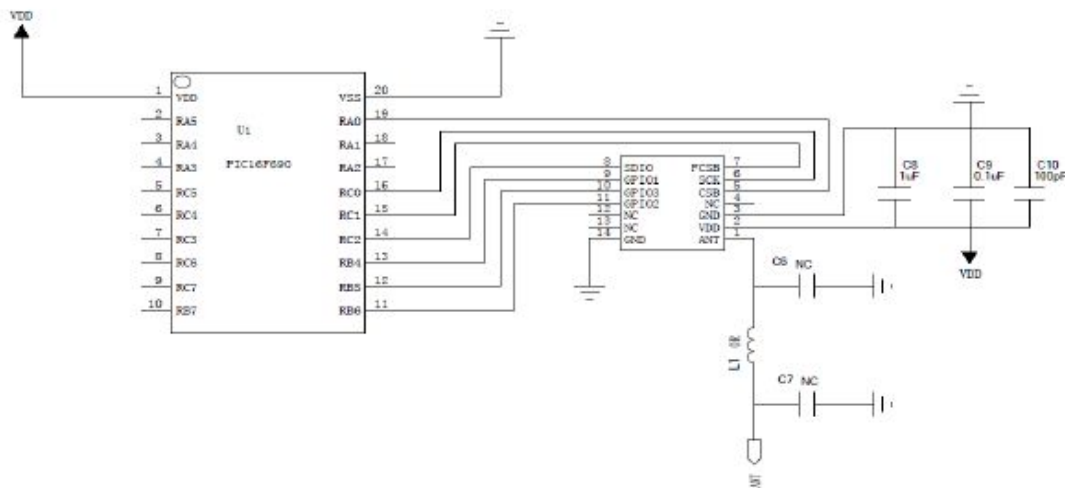 VDD
1 VDD VSS 20
2 RA5 RA0 19
U1
3 RA4 RA1 18
PIC16F690
4 RA3 RA2 17
5 RC5 RC0 16
6 RC4 RC1 15
7 RC3 RC2 14
8 RC6 RB4 13
9 RC7 RB5 12
10 RB7 RB6 11
8 SDIO FCSB 7
9 GPIO1 SCK 6
10 GPIO3 CSB 5
11 GPIO2 NC 4
12 NC GND 3
13 NC VDD 2
14 GND ANT 1
C8
1uF
C9
0.1uF
C10
100pF
VDD
C6 NC
L1 0R
C7 NC
ANT